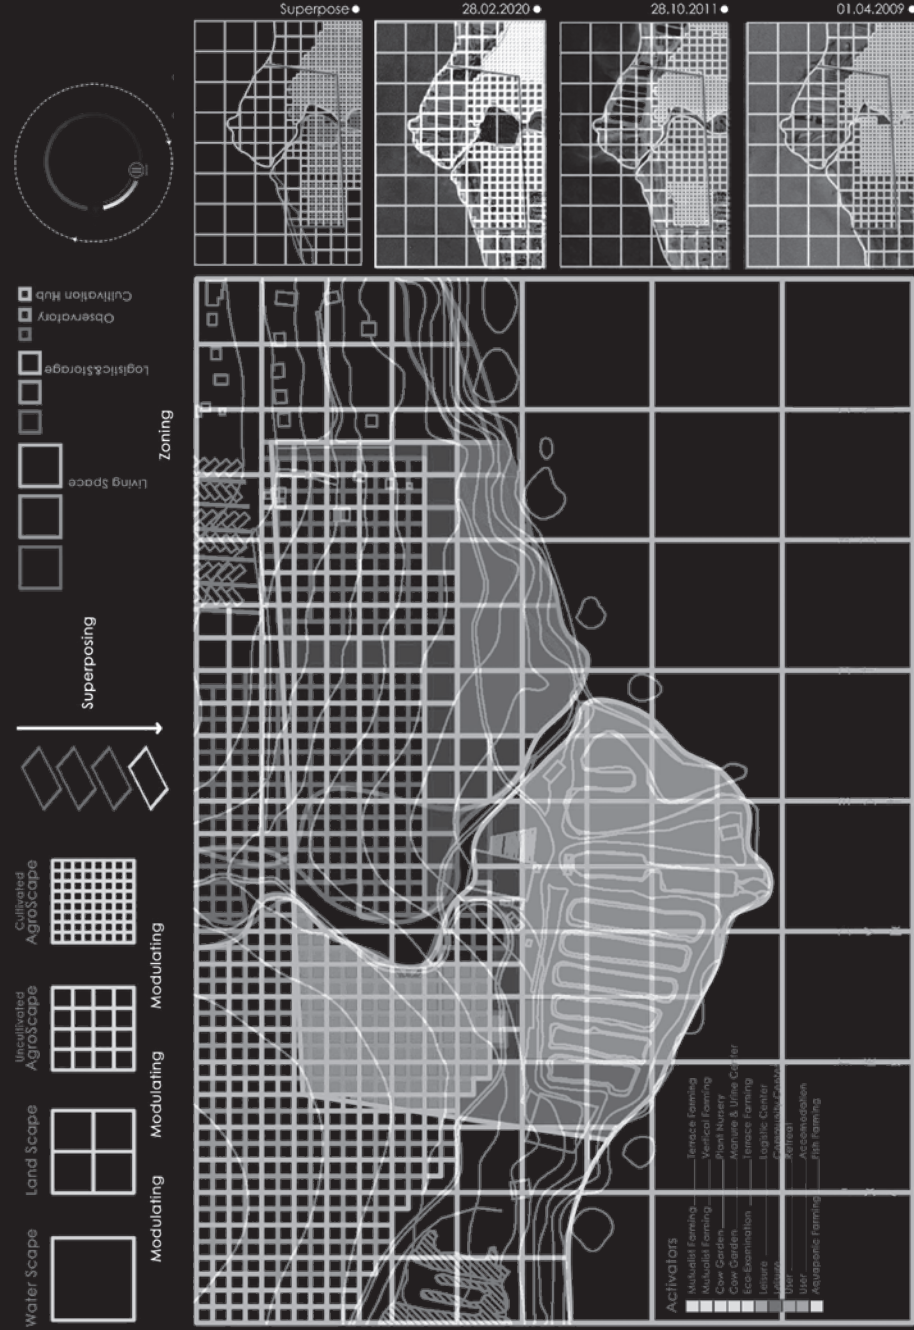 Superpose
28.02.2020
28.10.2011
01.04.2009
Cultivation Hub
Observatory
Logistic&Storage
Living Space
Zoning
Superposing
Cultivated
AgroScape
Modulating
Uncultivated
AgroScape
Modulating
Land Scape
Modulating
Water Scape
Activators
Mutualist Farming Terrace Farming
Mutualist Farming Vertical Farming
Cow Garden Plant Nursery
Cow Garden Manure & Urine Center
Eco-Examination Terrace Farming
Leisure Logistic Center
Leisure Community Center
User Retreat
User Accomodation
Aquaponic Farming Fish Farming